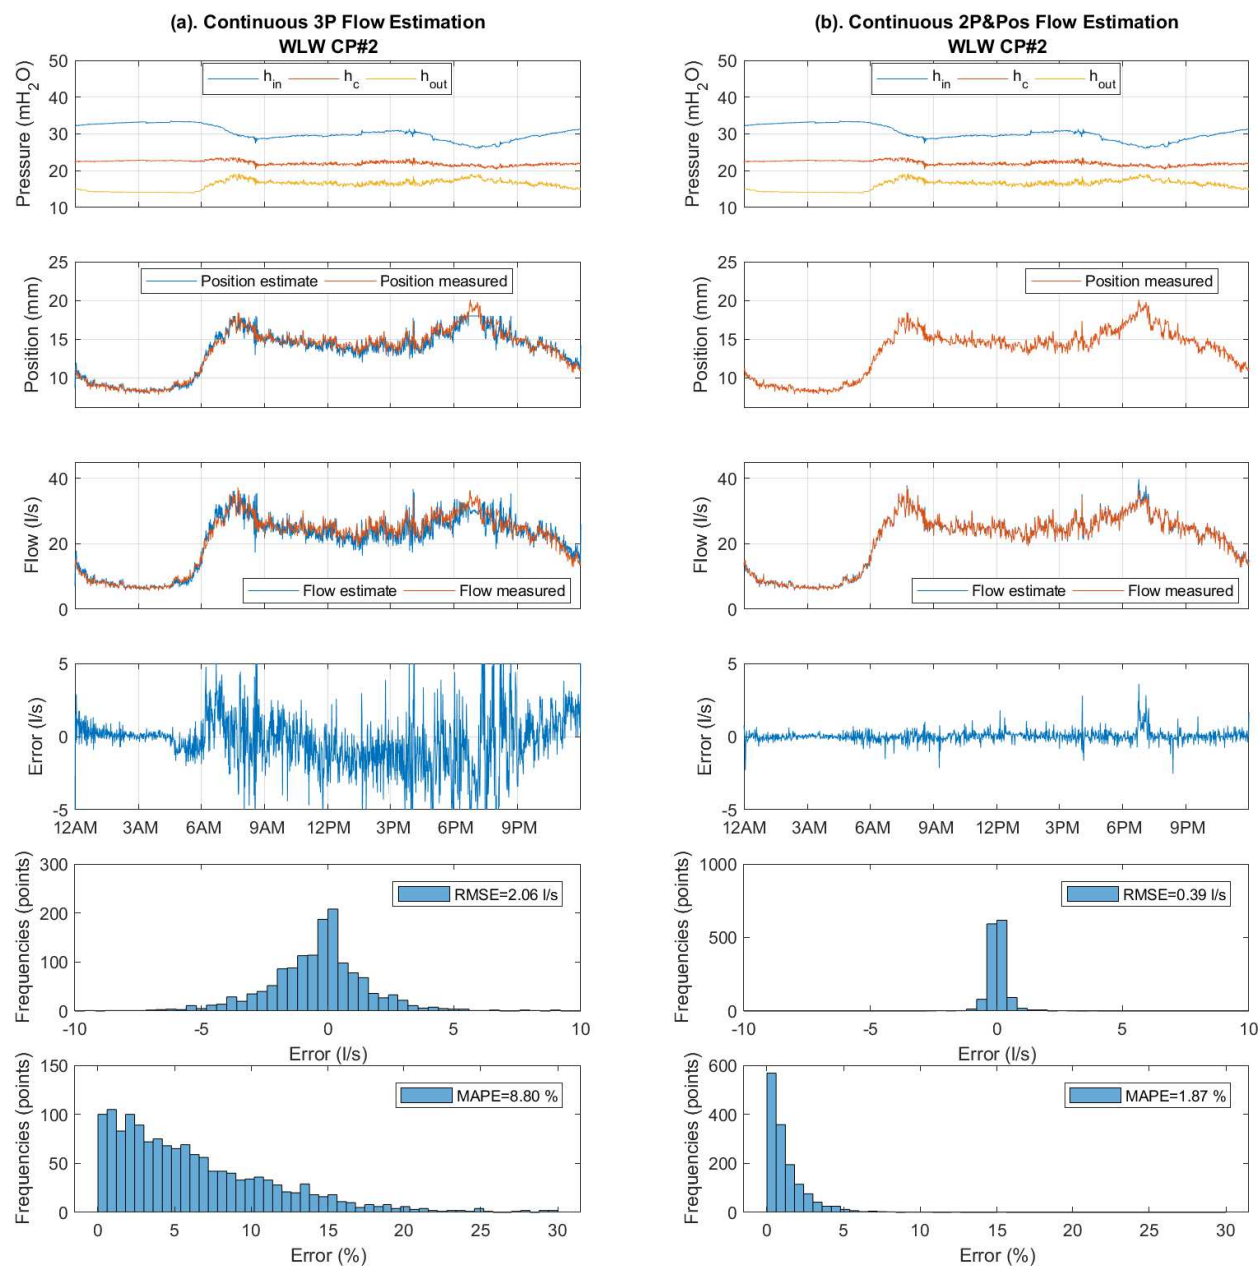 (a). Continuous 3P Flow Estimation
WLW CP#2
50
40
30
20
10
Pressure (mH2O)
hin hc hout
25
20
15
10
Position (mm)
Position estimate Position measured
40
20
0
Flow (l/s)
Flow estimate Flow measured
5
0
-5
Error (l/s)
12AM 3AM 6AM 9AM 12PM 3PM 6PM 9PM
300
200
100
0
Frequencies (points)
RMSE=2.06 l/s
-10 -5 0 5 10
Error (l/s)
150
100
50
0
Frequencies (points)
MAPE=8.80 %
0 5 10 15 20 25 30
Error (%)
(b). Continuous 2P&Pos Flow Estimation
WLW CP#2
50
40
30
20
10
Pressure (mH2O)
hin hc hout
25
20
15
10
Position (mm)
Position measured
40
20
0
Flow (l/s)
Flow estimate Flow measured
5
0
-5
Error (l/s)
12AM 3AM 6AM 9AM 12PM 3PM 6PM 9PM
1000
500
0
Frequencies (points)
RMSE=0.39 l/s
-10 -5 0 5 10
Error (l/s)
600
400
200
0
Frequencies (points)
MAPE=1.87 %
0 5 10 15 20 25 30
Error (%)